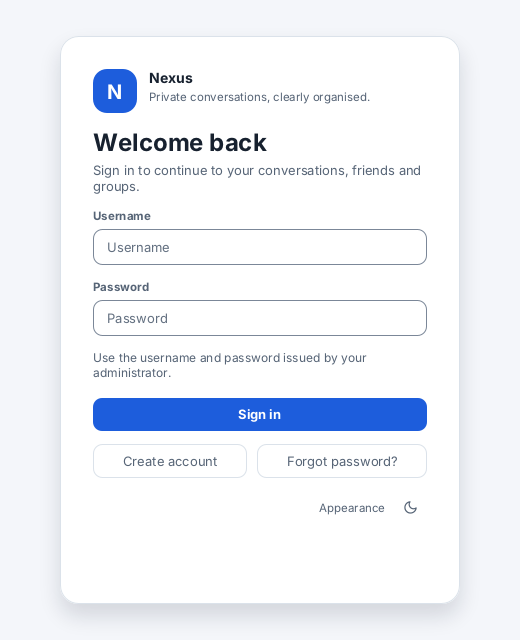 N
Nexus
Private conversations, clearly organised.
Welcome back
Sign in to continue to your conversations, friends and
groups.
Username
Username
Password
Password
Use the username and password issued by your
administrator.
Sign in
Create account
Forgot password?
Appearance